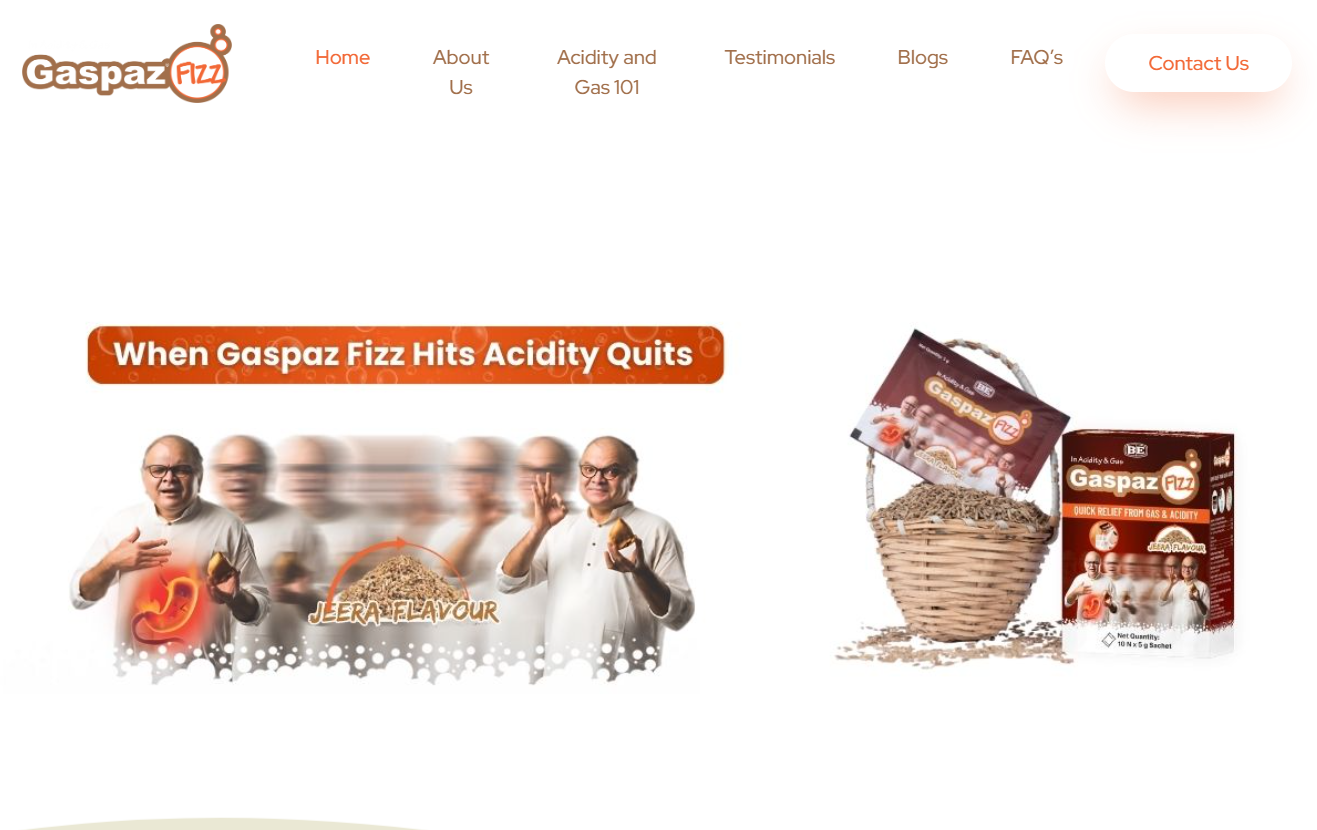 Gaspaz Fizz
Home
About
Us
Acidity and
Gas 101
Testimonials
Blogs
FAQ’s
Contact Us
When Gaspaz Fizz Hits Acidity Quits
JEERA FLAVOUR
Net Quantity: 5 g
In Acidity & Gas
BE
Gaspaz Fizz
JEERA FLAVOUR
BE
In Acidity & Gas
Gaspaz Fizz
QUICK RELIEF FROM GAS & ACIDITY
JEERA FLAVOUR
Net Quantity:
10 N x 5 g Sachet